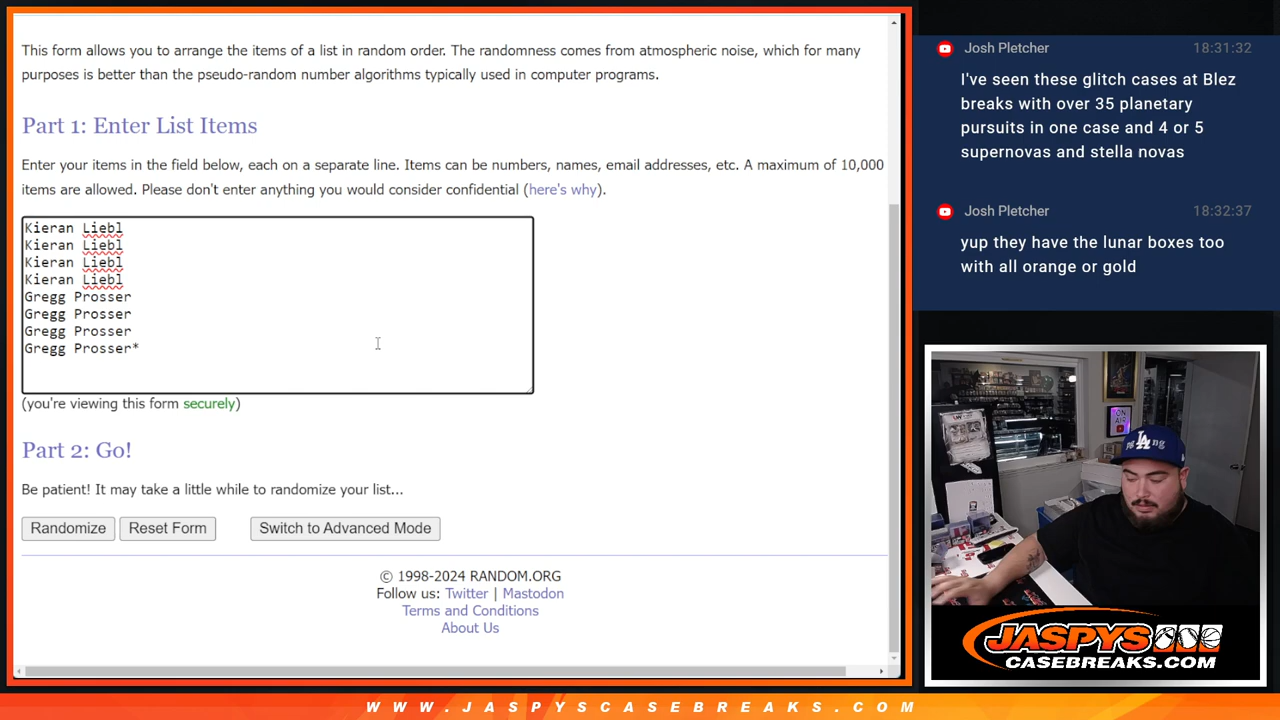 This form allows you to arrange the items of a list in random order. The randomness comes from atmospheric noise, which for many
purposes is better than the pseudo-random number algorithms typically used in computer programs.
Part 1: Enter List Items
Enter your items in the field below, each on a separate line. Items can be numbers, names, email addresses, etc. A maximum of 10,000
items are allowed. Please don't enter anything you would consider confidential (here's why).
Kieran Liebl
Kieran Liebl
Kieran Liebl
Kieran Liebl
Gregg Prosser
Gregg Prosser
Gregg Prosser
Gregg Prosser*
(you're viewing this form securely)
Part 2: Go!
Be patient! It may take a little while to randomize your list...
Randomize Reset Form Switch to Advanced Mode
© 1998-2024 RANDOM.ORG
Follow us: Twitter | Mastodon
Terms and Conditions
About Us
Josh Pletcher 18:31:32
I've seen these glitch cases at Blez
breaks with over 35 planetary
pursuits in one case and 4 or 5
supernovas and stella novas
Josh Pletcher 18:32:37
yup they have the lunar boxes too
with all orange or gold
ON
AIR
LA
JASPYS
CASEBREAKS.COM
WWW.JASPYSCASEBREAKS.COM